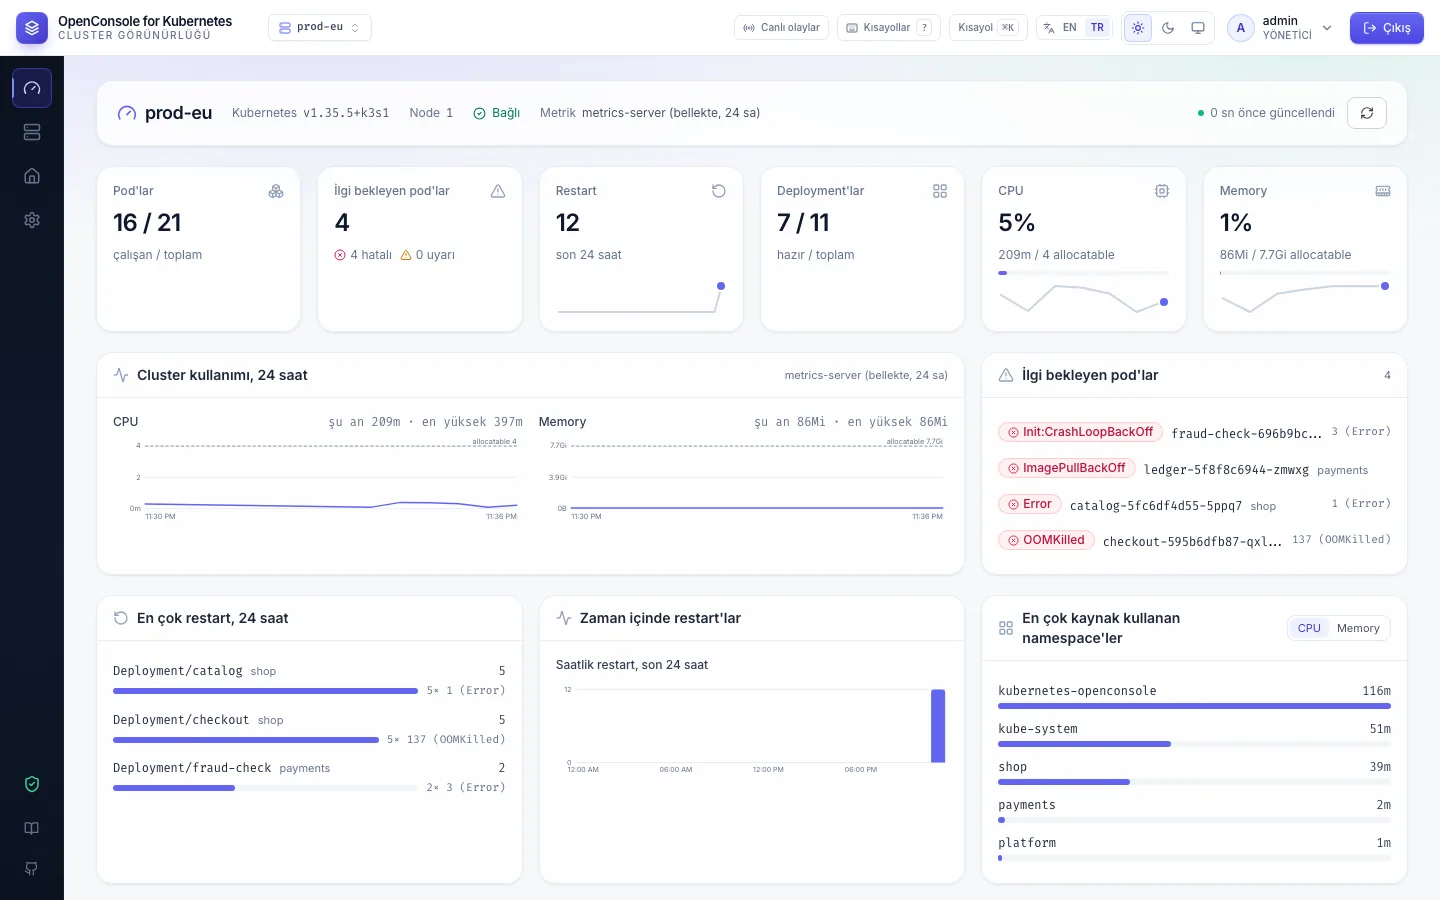 OpenConsole for Kubernetes
CLUSTER GÖRÜNÜRLÜĞÜ
prod-eu
Canlı olaylar
Kısayollar ?
Kısayol ⌘K
EN TR
A
admin
YÖNETİCİ
Çıkış
prod-eu
Kubernetes v1.35.5+k3s1
Node 1
Bağlı
Metrik metrics-server (bellekte, 24 sa)
0 sn önce güncellendi
Pod'lar
16 / 21
çalışan / toplam
İlgi bekleyen pod'lar
4
4 hatalı 0 uyarı
Restart
12
son 24 saat
Deployment'lar
7 / 11
hazır / toplam
CPU
5%
209m / 4 allocatable
Memory
1%
86Mi / 7.7Gi allocatable
Cluster kullanımı, 24 saat
metrics-server (bellekte, 24 sa)
CPU
şu an 209m · en yüksek 397m
allocatable 4
4
2
0m
11:30 PM 11:36 PM
Memory
şu an 86Mi · en yüksek 86Mi
allocatable 7.7Gi
7.7Gi
3.9Gi
0B
11:30 PM 11:36 PM
İlgi bekleyen pod'lar 4
Init:CrashLoopBackOff fraud-check-696b9bc... 3 (Error)
ImagePullBackOff ledger-5f8f8c6944-zmwxg payments
Error catalog-5fc6df4d55-5ppq7 shop 1 (Error)
OOMKilled checkout-595b6dfb87-qxl... 137 (OOMKilled)
En çok restart, 24 saat
Deployment/catalog shop 5
5× 1 (Error)
Deployment/checkout shop 5
5× 137 (OOMKilled)
Deployment/fraud-check payments 2
2× 3 (Error)
Zaman içinde restart'lar
Saatlik restart, son 24 saat
12
0
12:00 AM 06:00 AM 12:00 PM 06:00 PM
En çok kaynak kullanan
namespace'ler
CPU Memory
kubernetes-openconsole 116m
kube-system 51m
shop 39m
payments 2m
platform 1m